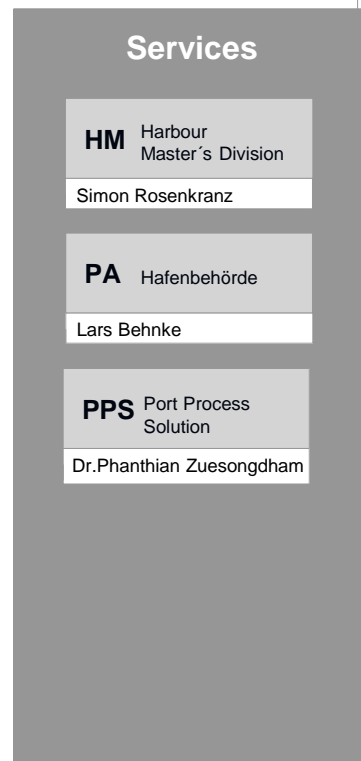 Services
HM Harbour
Master´s Division
Simon Rosenkranz
PA Hafenbehörde
Lars Behnke
PPS Port Process
Solution
Dr.Phanthian Zuesongdham